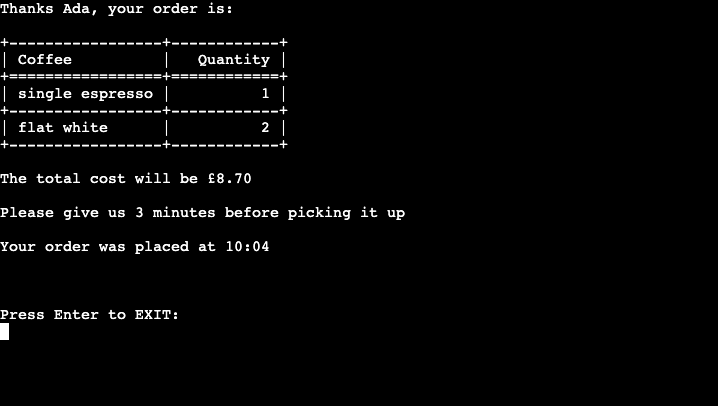 Thanks Ada, your order is:
+-----------------+------------+
| Coffee          |   Quantity |
+=================+============+
| single espresso |          1 |
+-----------------+------------+
| flat white      |          2 |
+-----------------+------------+
The total cost will be £8.70
Please give us 3 minutes before picking it up
Your order was placed at 10:04
Press Enter to EXIT: